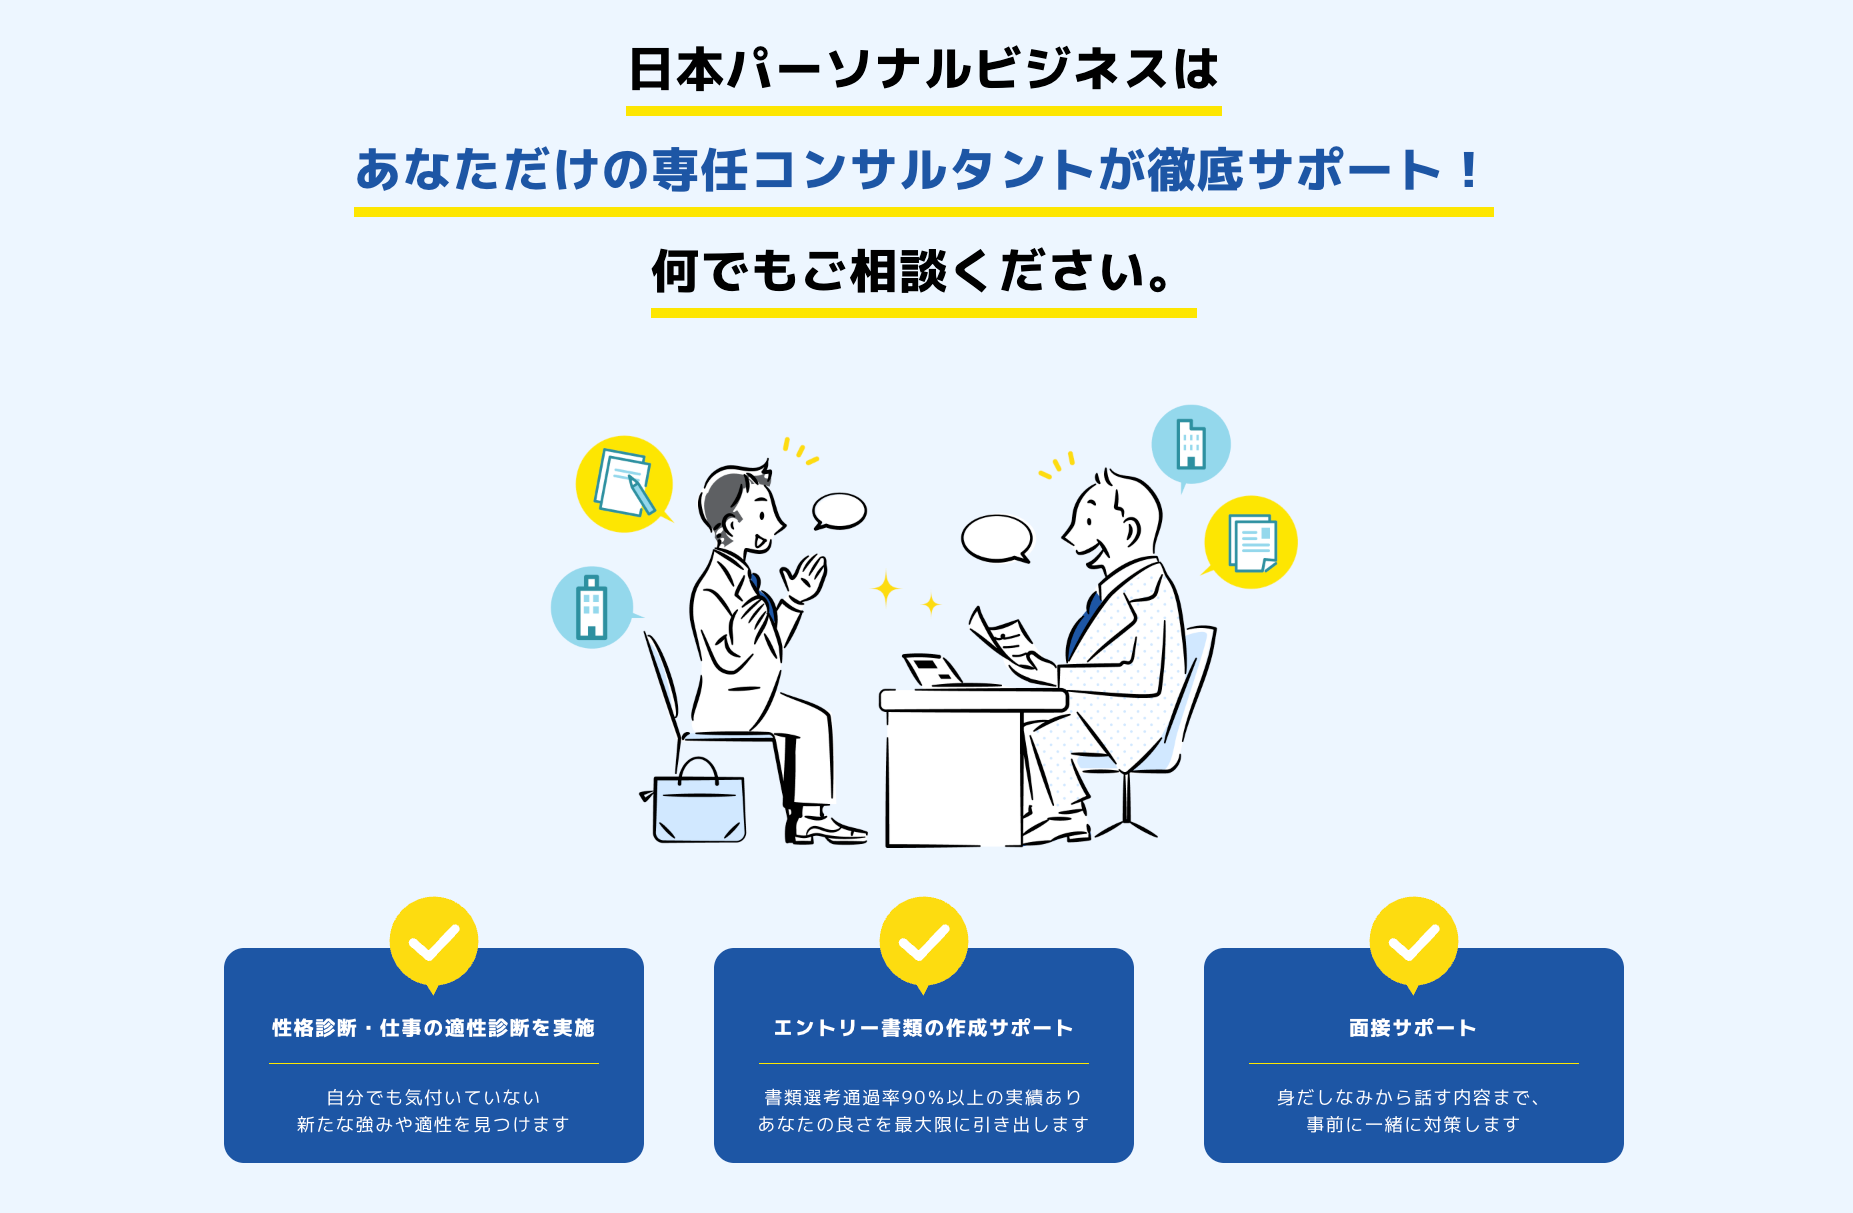 日本パーソナルビジネスは
あなただけの専任コンサルタントが徹底サポート！
何でもご相談ください。
性格診断・仕事の適性診断を実施
自分でも気付いていない
新たな強みや適性を見つけます
エントリー書類の作成サポート
書類選考通過率90%以上の実績あり
あなたの良さを最大限に引き出します
面接サポート
身だしなみから話す内容まで、
事前に一緒に対策します